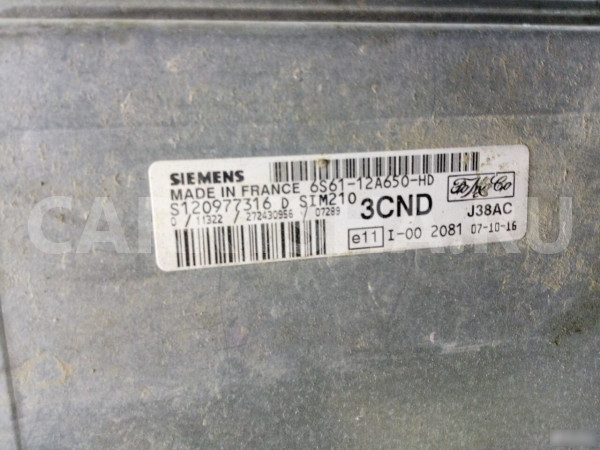 SIEMENS
MADE IN FRANCE 6S61-12A650-HD
S120977316 D SIM210
0 / 11322 / 272430956 / 07289
3CND J38AC
e11 I-00 2081 07-10-16